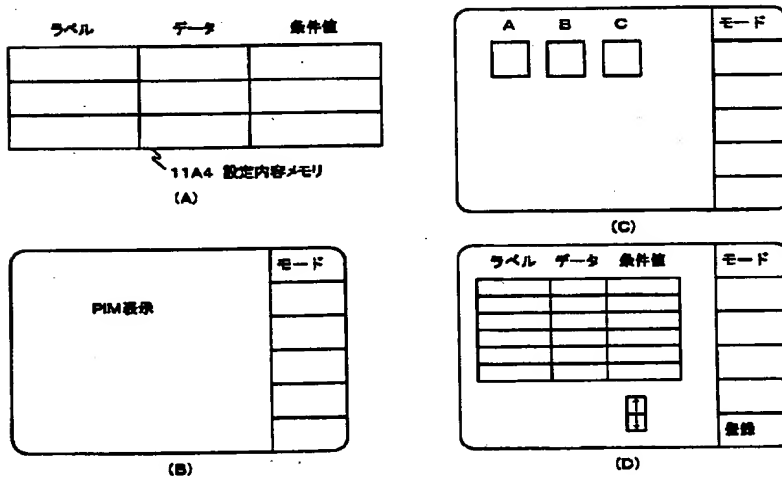 ラベル データ 条件値
11A4 設定内容メモリ
(A)
モード
PIM表示
(B)
A B C
モード
(C)
ラベル データ 条件値
モード
↑
↓
登録
(D)